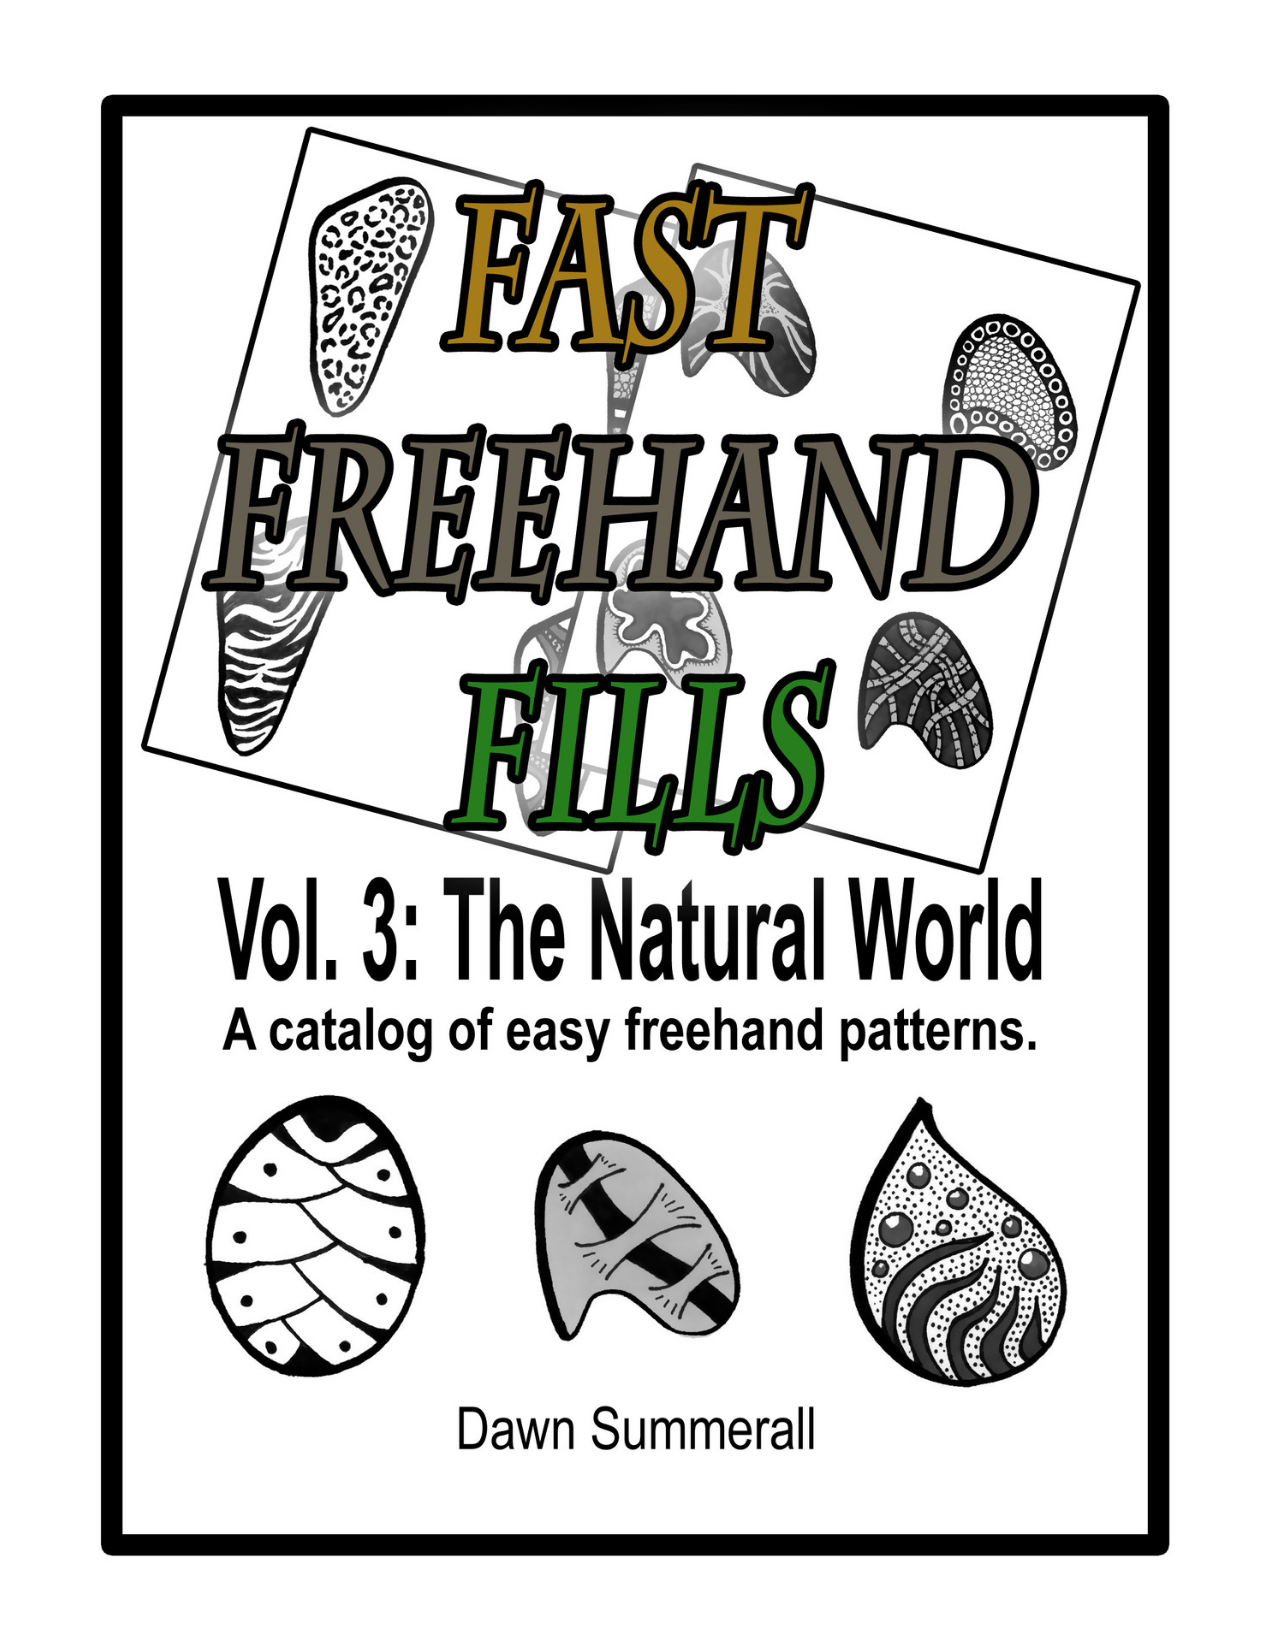 FAST
FREEHAND
FILLS
Vol. 3: The Natural World
A catalog of easy freehand patterns.
Dawn Summerall